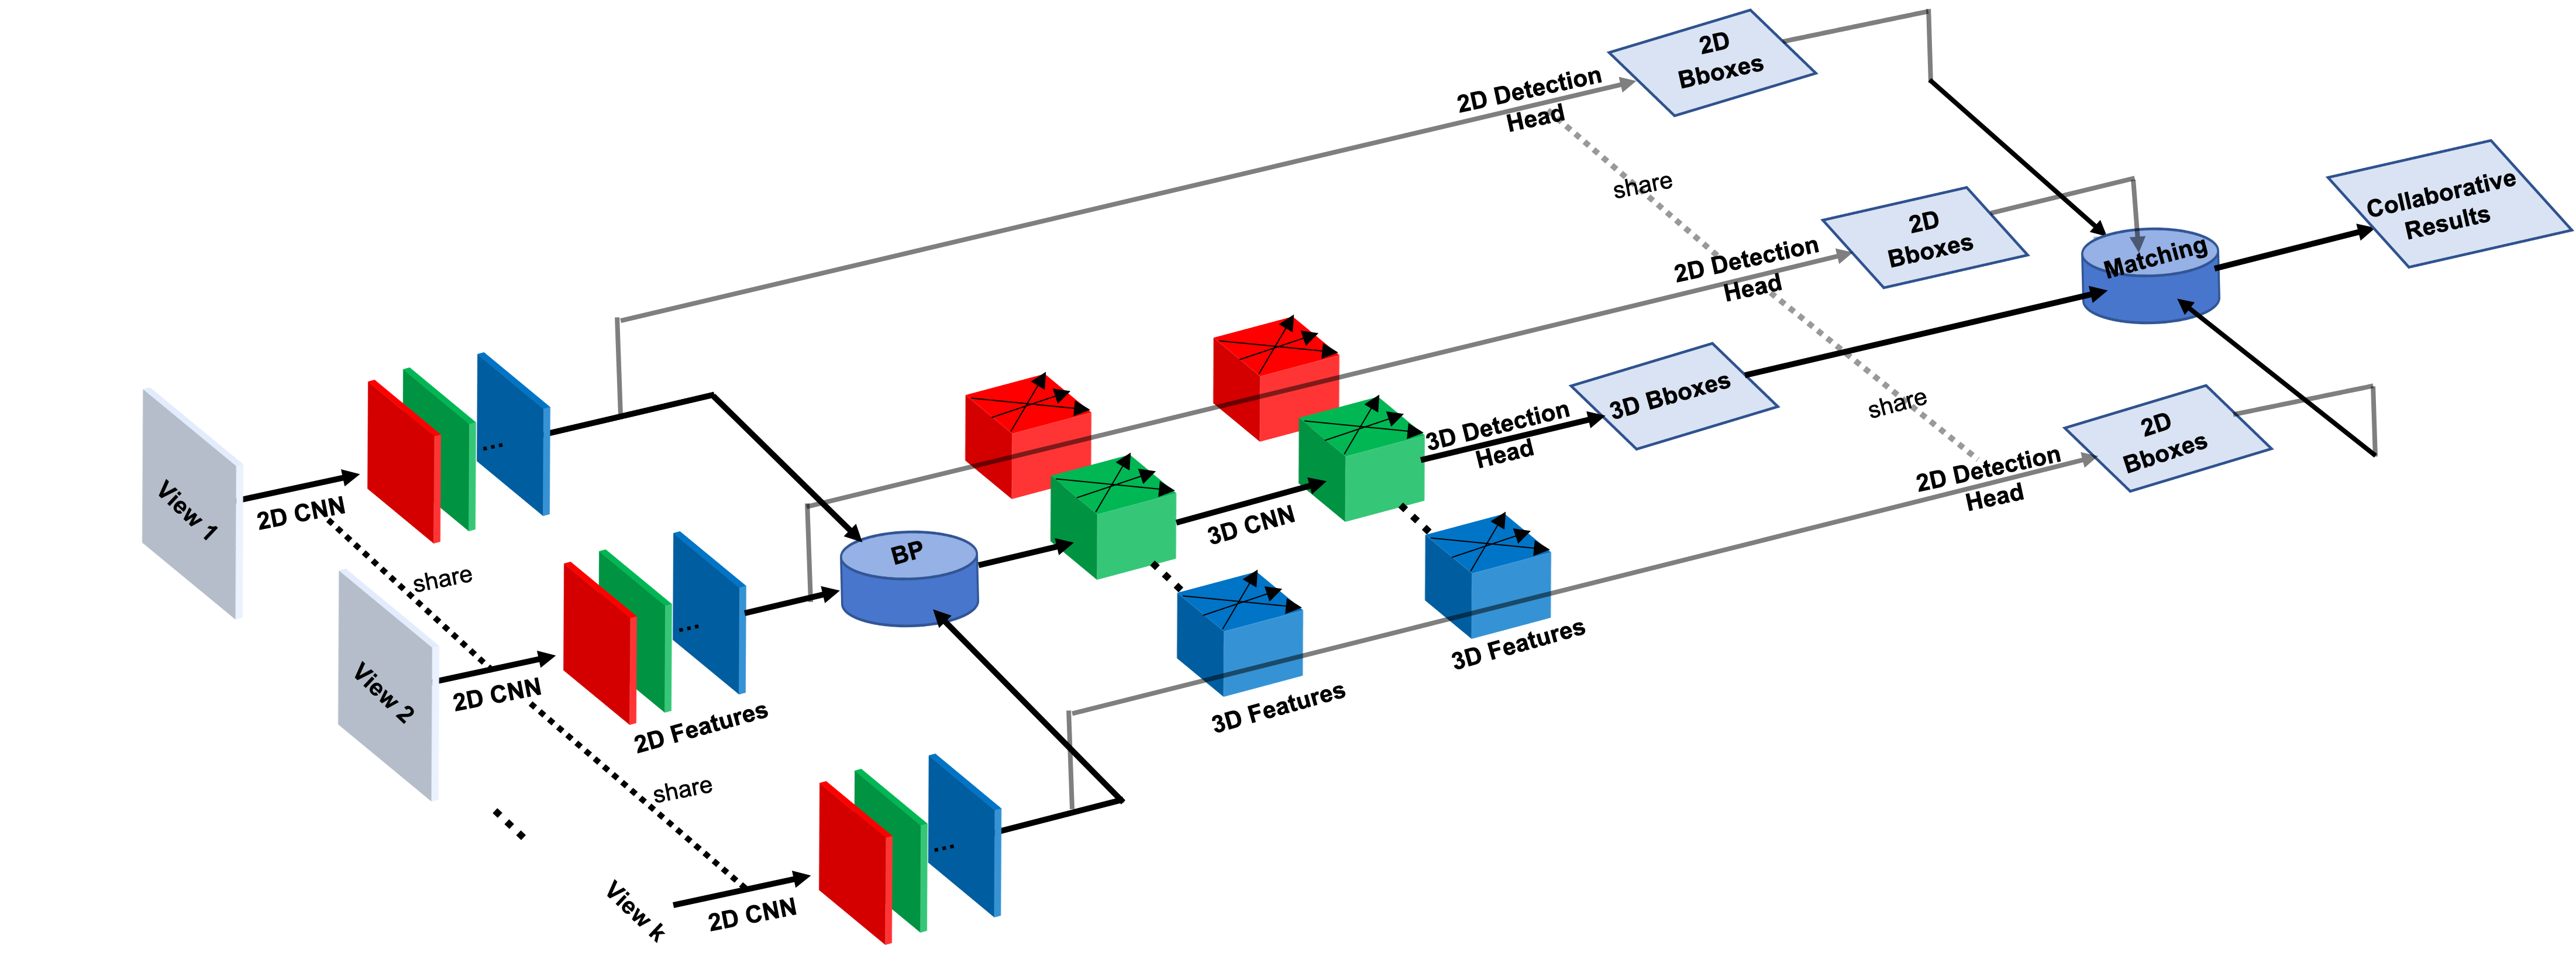 2D
Bboxes
2D Detection
Head
share
2D
Bboxes
Collaborative
Results
2D Detection
Head
Matching
3D Bboxes
share
3D Detection
Head
2D
Bboxes
2D Detection
Head
View 1
2D CNN
...
share
BP
3D CNN
3D Features
3D Features
View 2
2D CNN
...
2D Features
share
...
View k
2D CNN
...